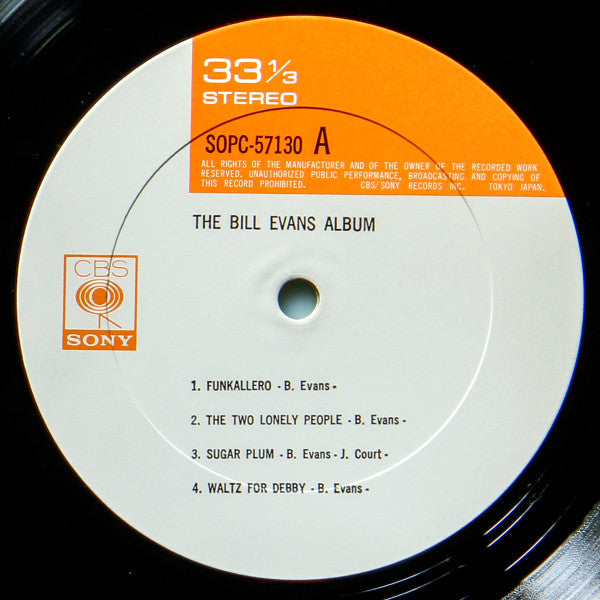 33 1/3
STEREO
SOPC-57130 A
ALL RIGHTS OF THE MANUFACTURER AND OF THE OWNER OF THE RECORDED WORK
RESERVED. UNAUTHORIZED PUBLIC PERFORMANCE, BROADCASTING AND COPYING OF
THIS RECORD PROHIBITED. CBS/SONY RECORDS INC. TOKYO JAPAN.
THE BILL EVANS ALBUM
CBS
SONY
1. FUNKALLERO - B. Evans -
2. THE TWO LONELY PEOPLE - B. Evans -
3. SUGAR PLUM - B. Evans - J. Court -
4. WALTZ FOR DEBBY - B. Evans -